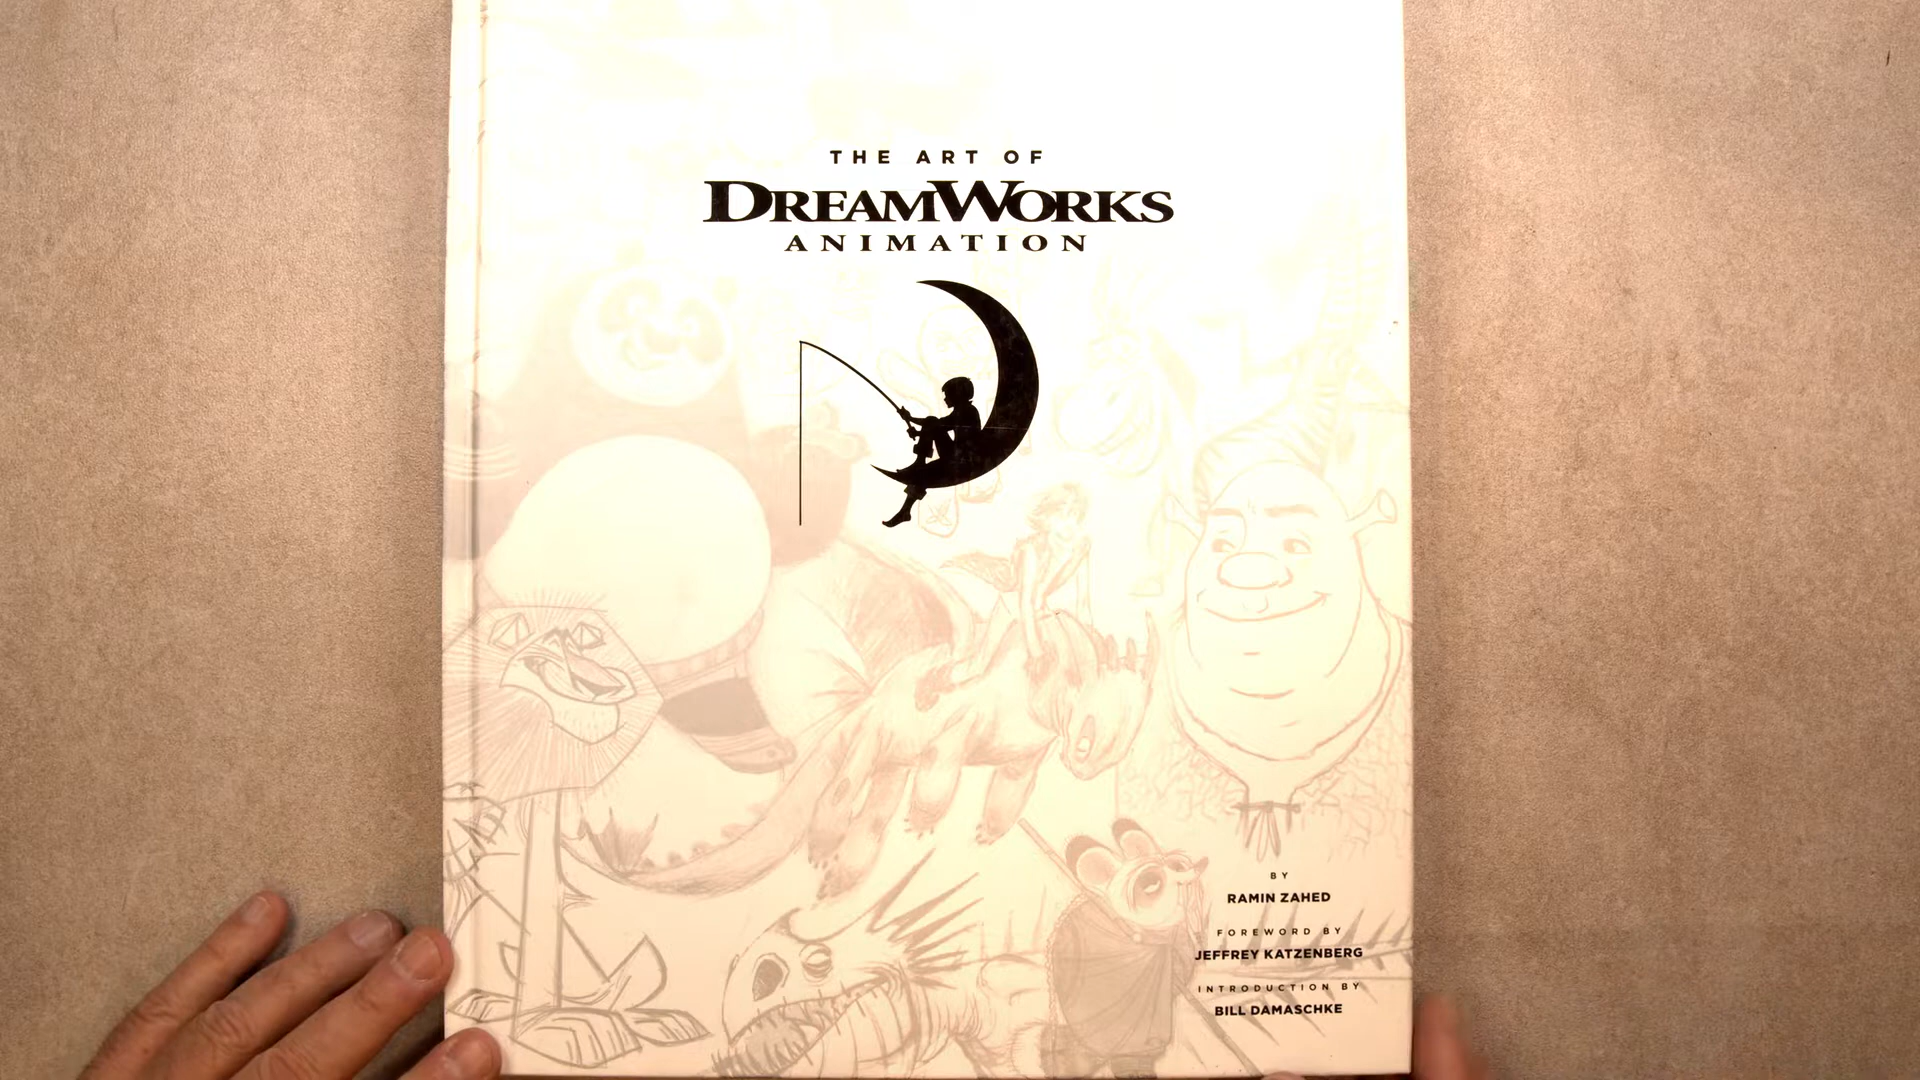 THE ART OF
DREAMWORKS
ANIMATION
BY
RAMIN ZAHED
FOREWORD BY
JEFFREY KATZENBERG
INTRODUCTION BY
BILL DAMASCHKE